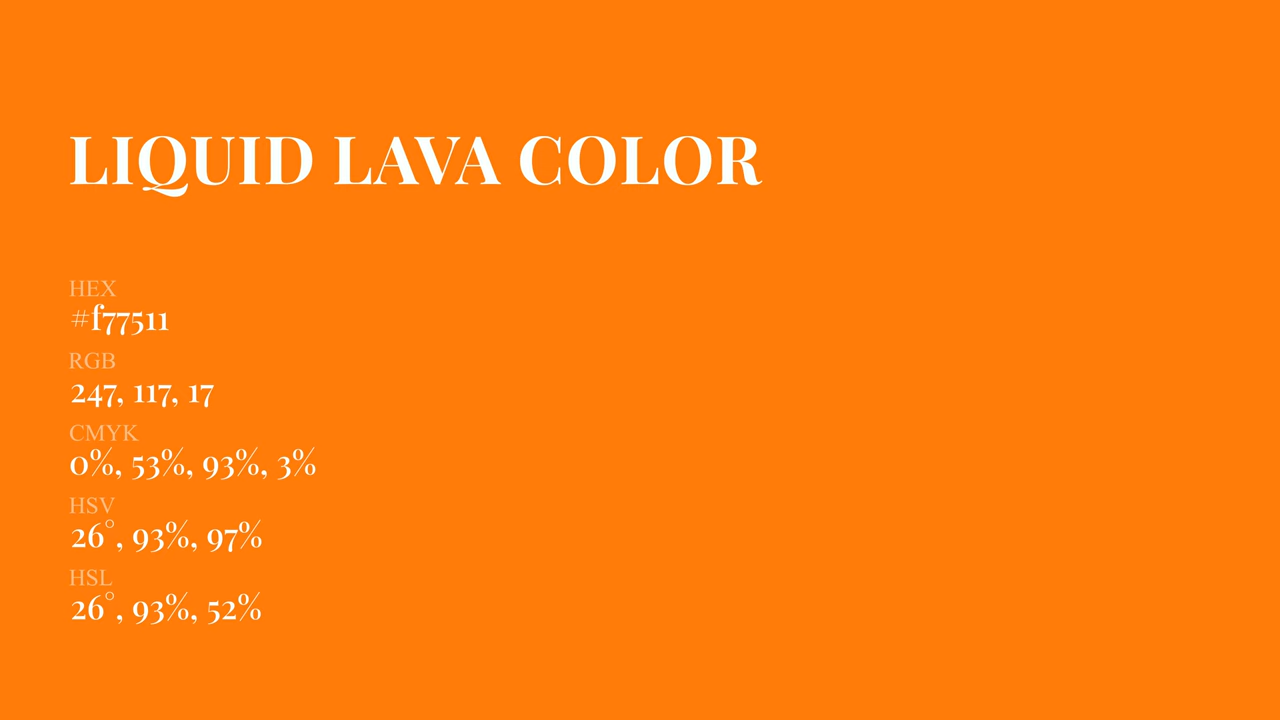 LIQUID LAVA COLOR
HEX
#f77511
RGB
247, 117, 17
CMYK
0%, 53%, 93%, 3%
HSV
26°, 93%, 97%
HSL
26°, 93%, 52%